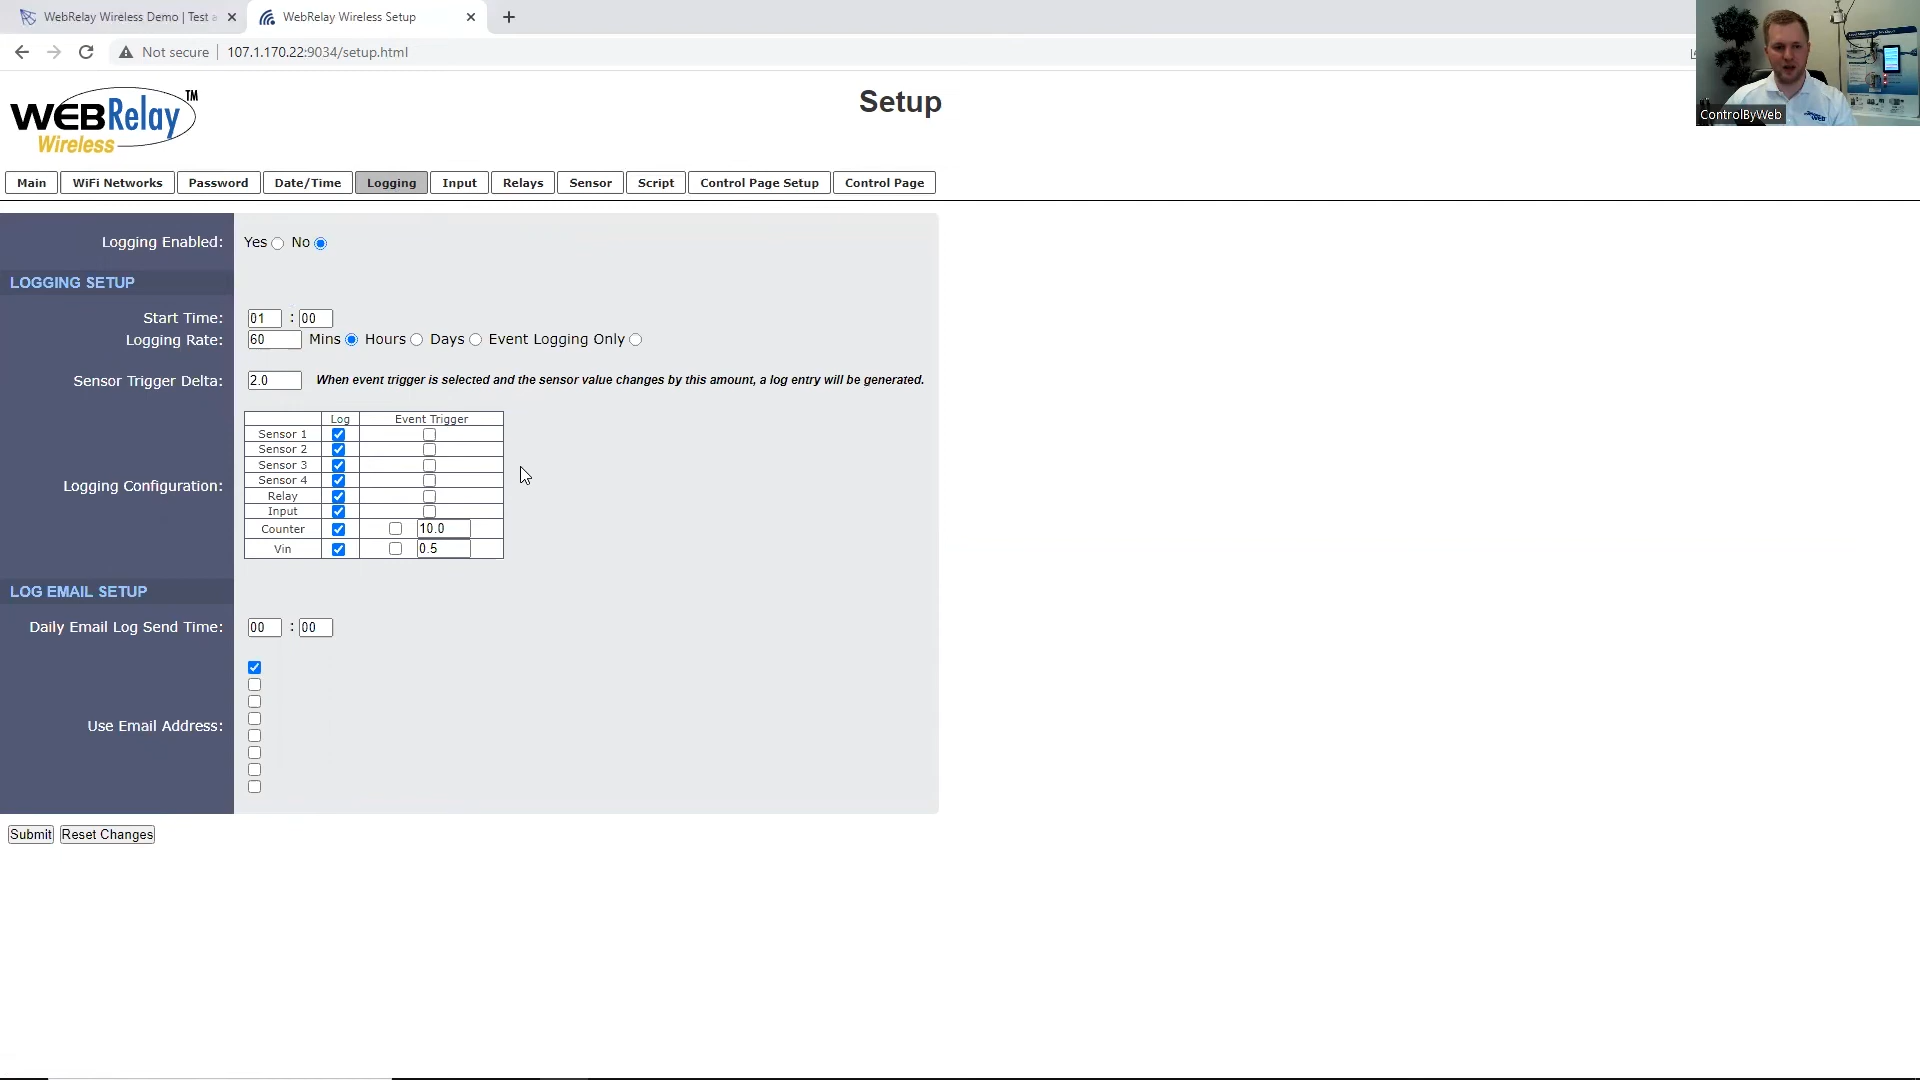 WebRelay Wireless Demo | Test a
WebRelay Wireless Setup
Not secure
107.1.170.22:9034/setup.html
ControlByWeb
WEBRelay TM
Wireless
Setup
Main WiFi Networks Password Date/Time Logging Input Relays Sensor Script Control Page Setup Control Page
Logging Enabled: Yes No
LOGGING SETUP
Start Time: 01 : 00
Logging Rate: 60 Mins Hours Days Event Logging Only
Sensor Trigger Delta: 2.0 When event trigger is selected and the sensor value changes by this amount, a log entry will be generated.
Logging Configuration:
Log Event Trigger
Sensor 1
Sensor 2
Sensor 3
Sensor 4
Relay
Input
Counter 10.0
Vin 0.5
LOG EMAIL SETUP
Daily Email Log Send Time: 00 : 00
Use Email Address:
Submit Reset Changes